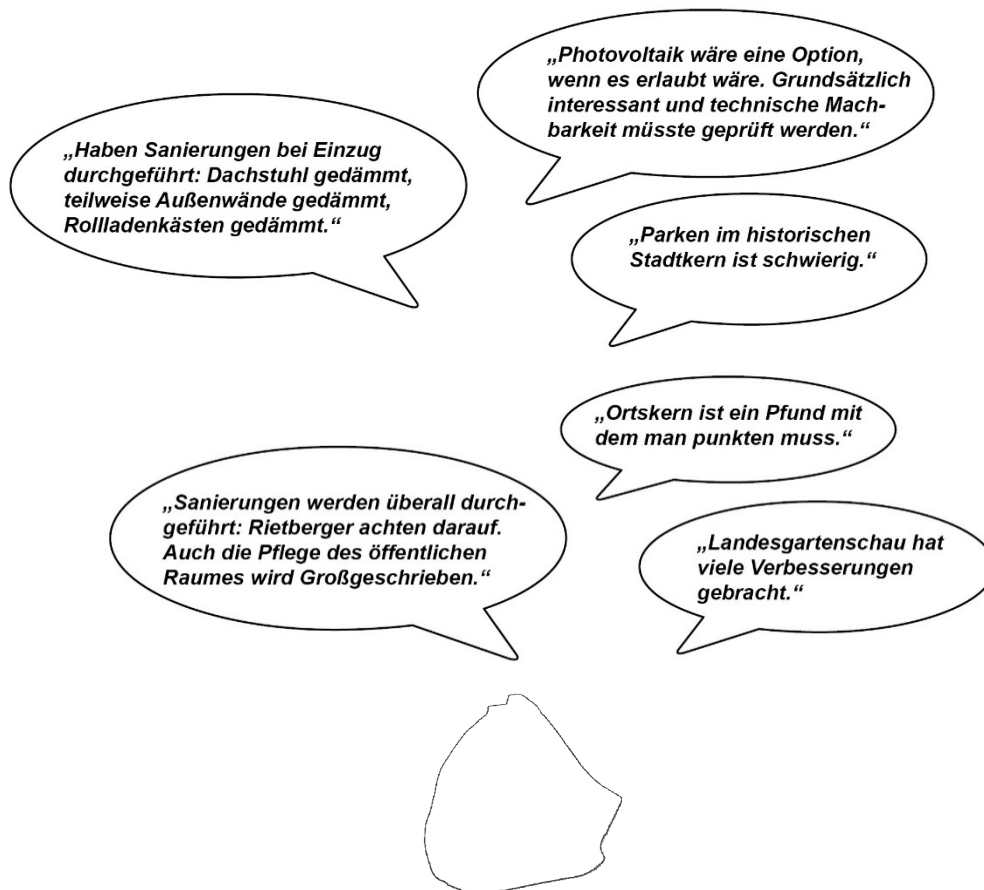 „Photovoltaik wäre eine Option,
wenn es erlaubt wäre. Grundsätzlich
interessant und technische Mach-
barkeit müsste geprüft werden.“
„Haben Sanierungen bei Einzug
durchgeführt: Dachstuhl gedämmt,
teilweise Außenwände gedämmt,
Rollladenkästen gedämmt.“
„Parken im historischen
Stadtkern ist schwierig.“
„Ortskern ist ein Pfund mit
dem man punkten muss.“
„Sanierungen werden überall durch-
geführt: Rietberger achten darauf.
Auch die Pflege des öffentlichen
Raumes wird Großgeschrieben.“
„Landesgartenschau hat
viele Verbesserungen
gebracht.“